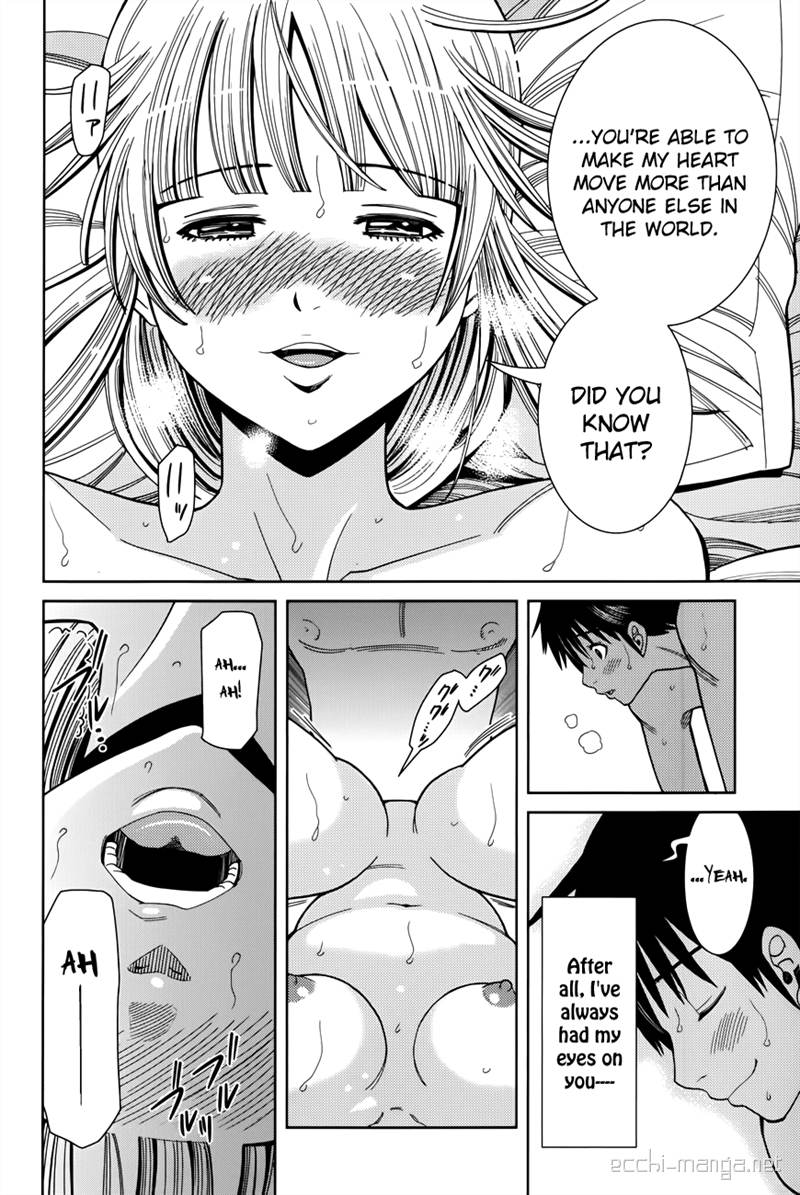 ...YOU'RE ABLE TO
MAKE MY HEART
MOVE MORE THAN
ANYONE ELSE IN
THE WORLD.
DID YOU
KNOW
THAT?
...YEAH.
After
all, I've
always
had my
eyes on
you----
AH...
AH!
AH
ecchi-manga.net